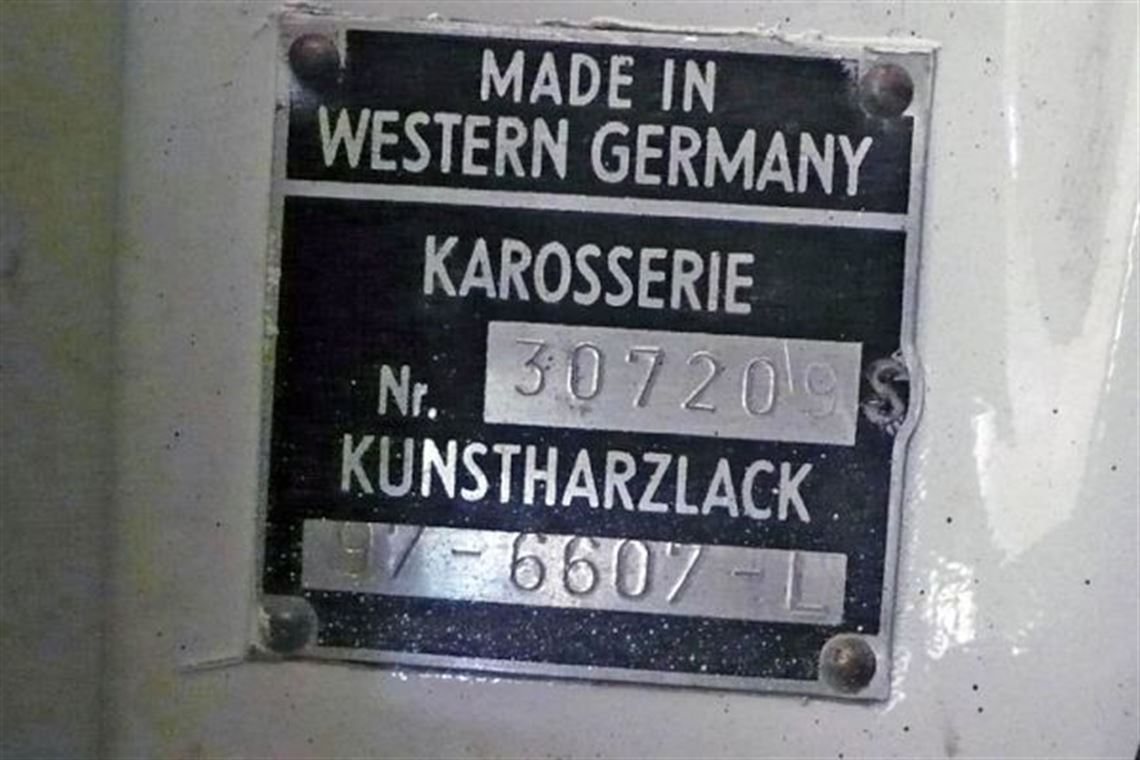 MADE IN
WESTERN GERMANY
KAROSSERIE
Nr. 307209
KUNSTHARZLACK
97-6607-L